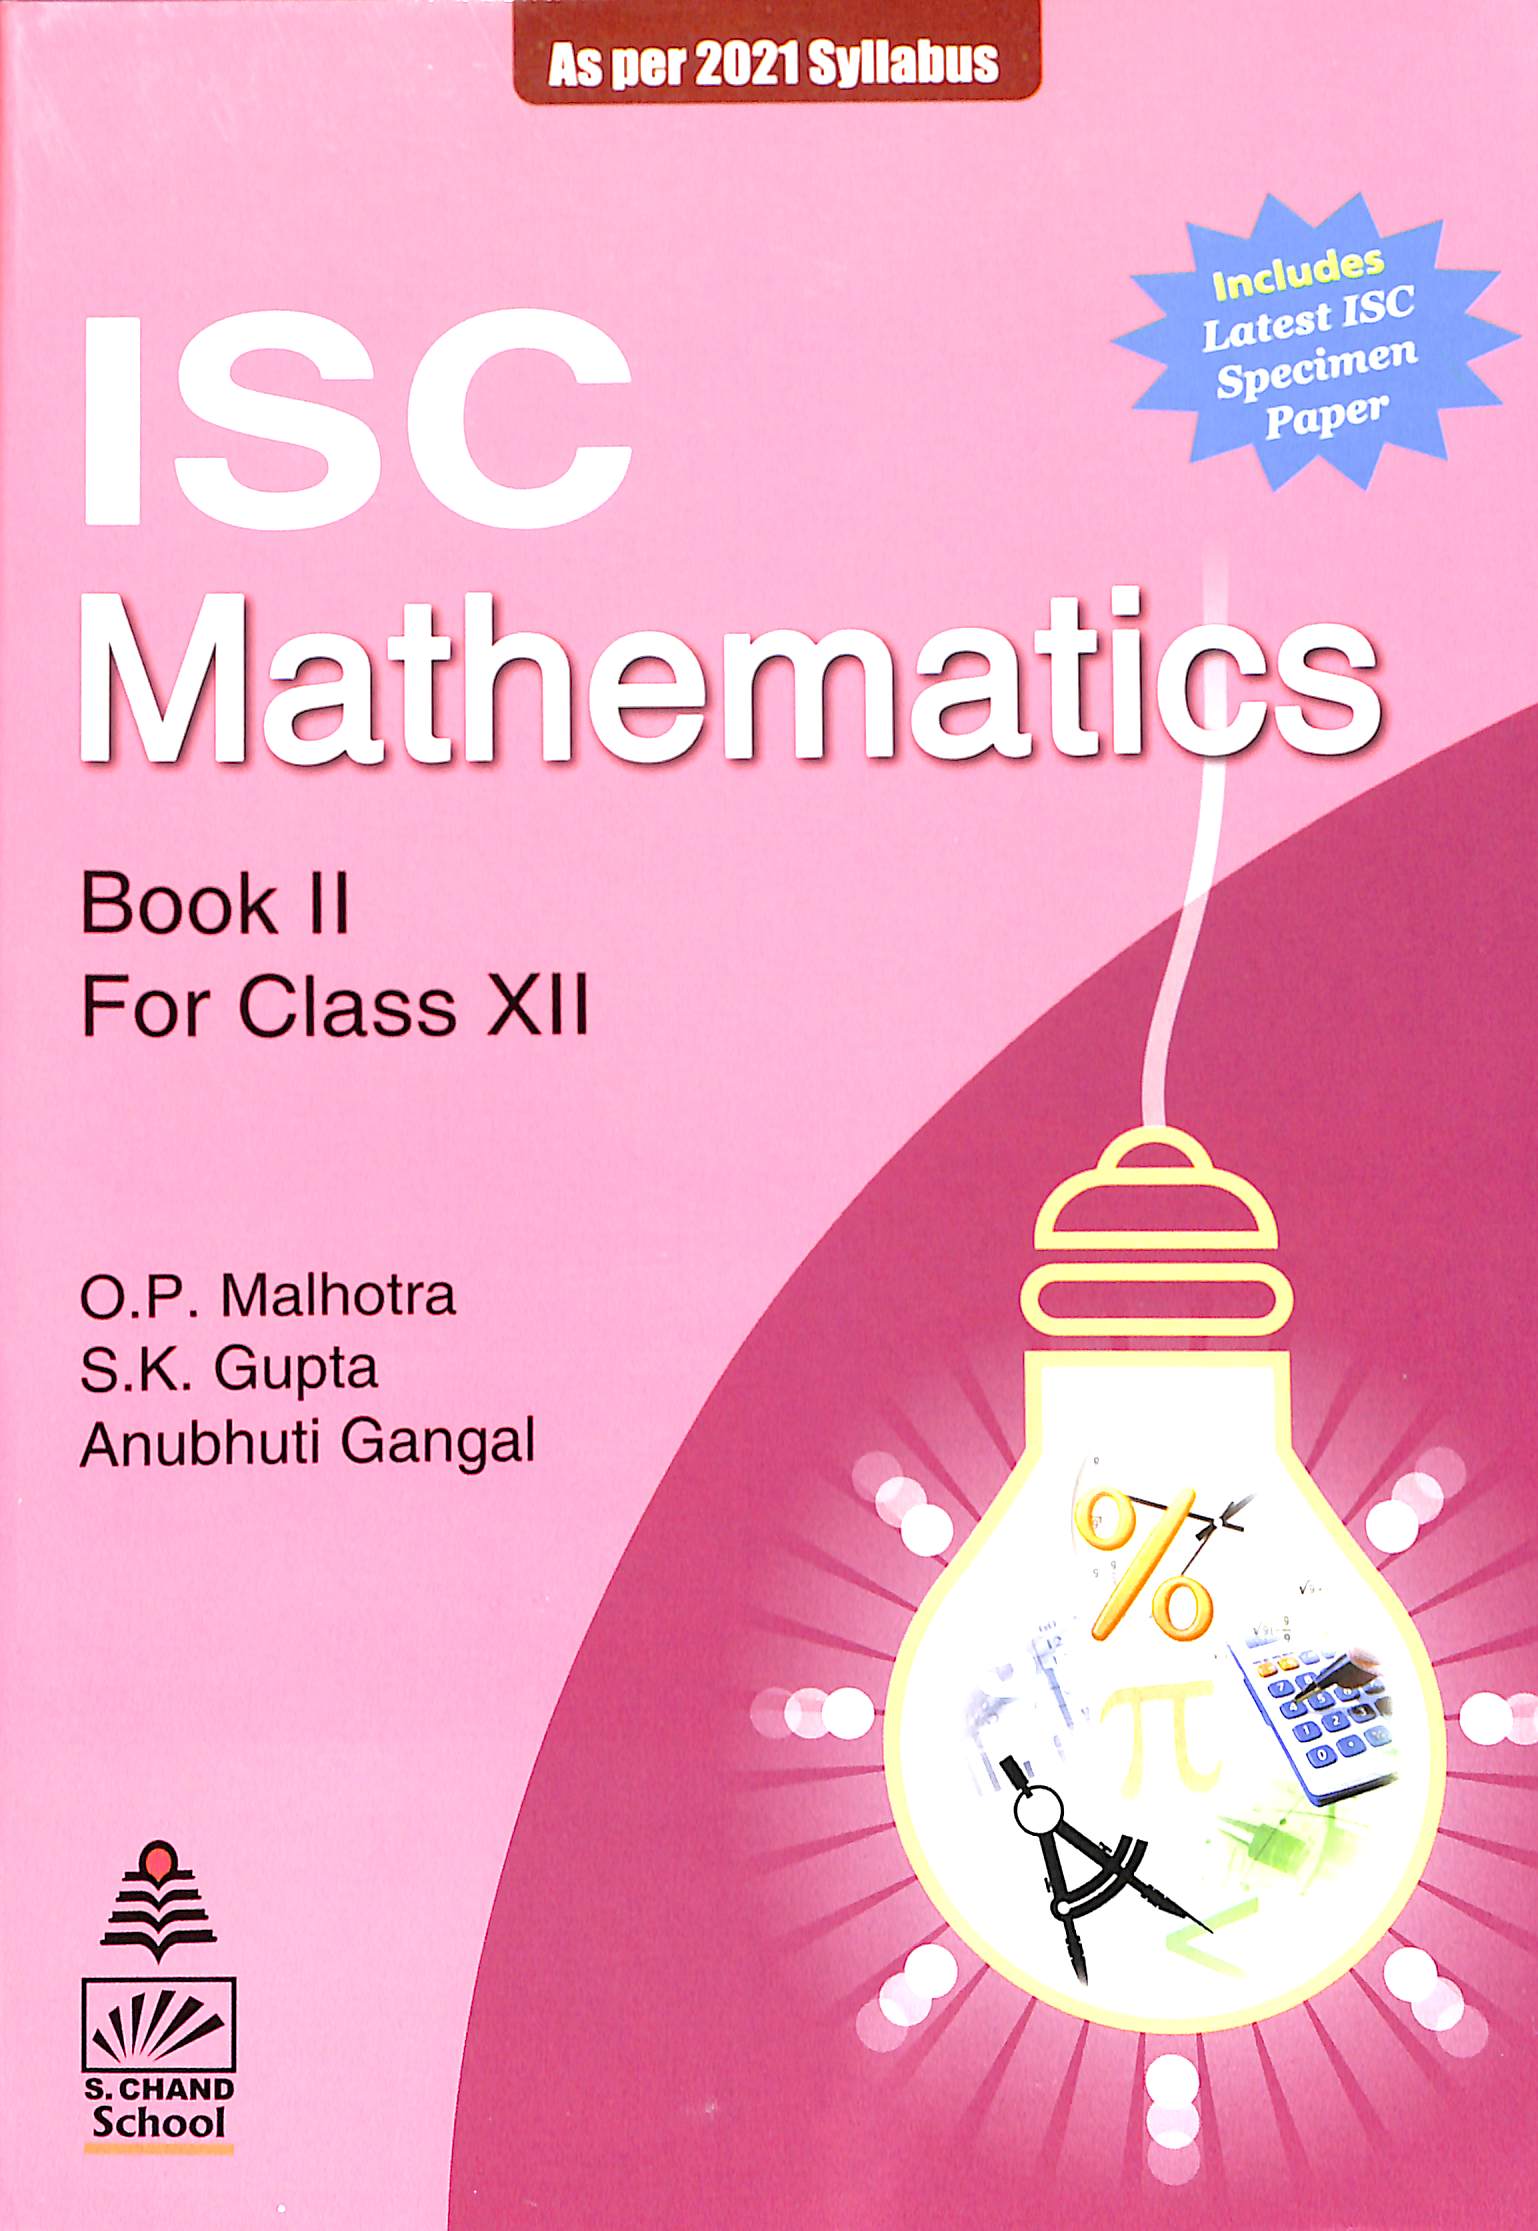 As per 2021 Syllabus
Includes
Latest ISC
Specimen
Paper
ISC
Mathematics
Book II
For Class XII
O.P. Malhotra
S.K. Gupta
Anubhuti Gangal
%
π
S. CHAND
School